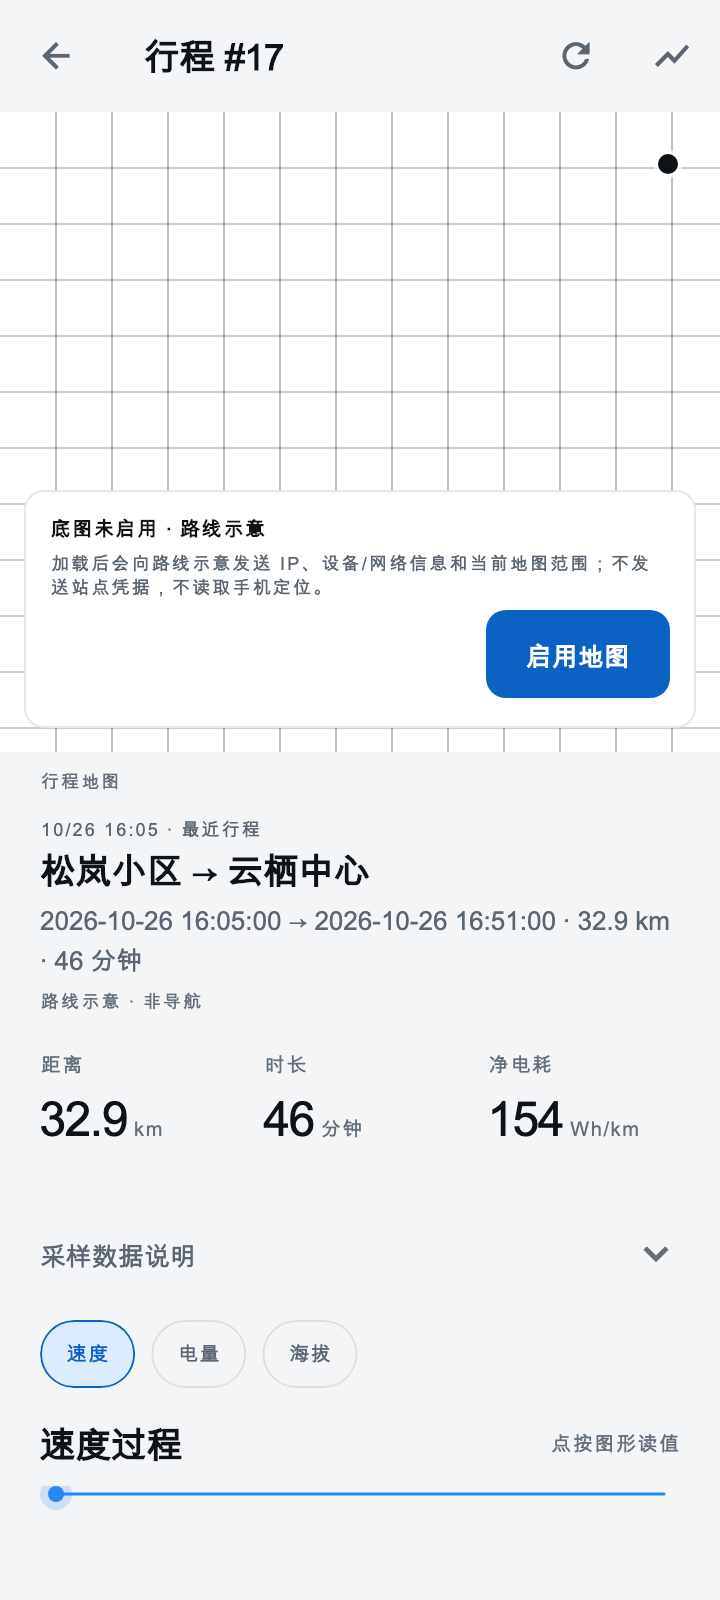 行程 #17
底图未启用 · 路线示意
加载后会向路线示意发送 IP、设备/网络信息和当前地图范围；不发
送站点凭据，不读取手机定位。
启用地图
行程地图
10/26 16:05 · 最近行程
松岚小区 → 云栖中心
2026-10-26 16:05:00 → 2026-10-26 16:51:00 · 32.9 km
· 46 分钟
路线示意 · 非导航
距离 时长 净电耗
32.9 km 46 分钟 154 Wh/km
采样数据说明
速度 电量 海拔
速度过程 点按图形读值